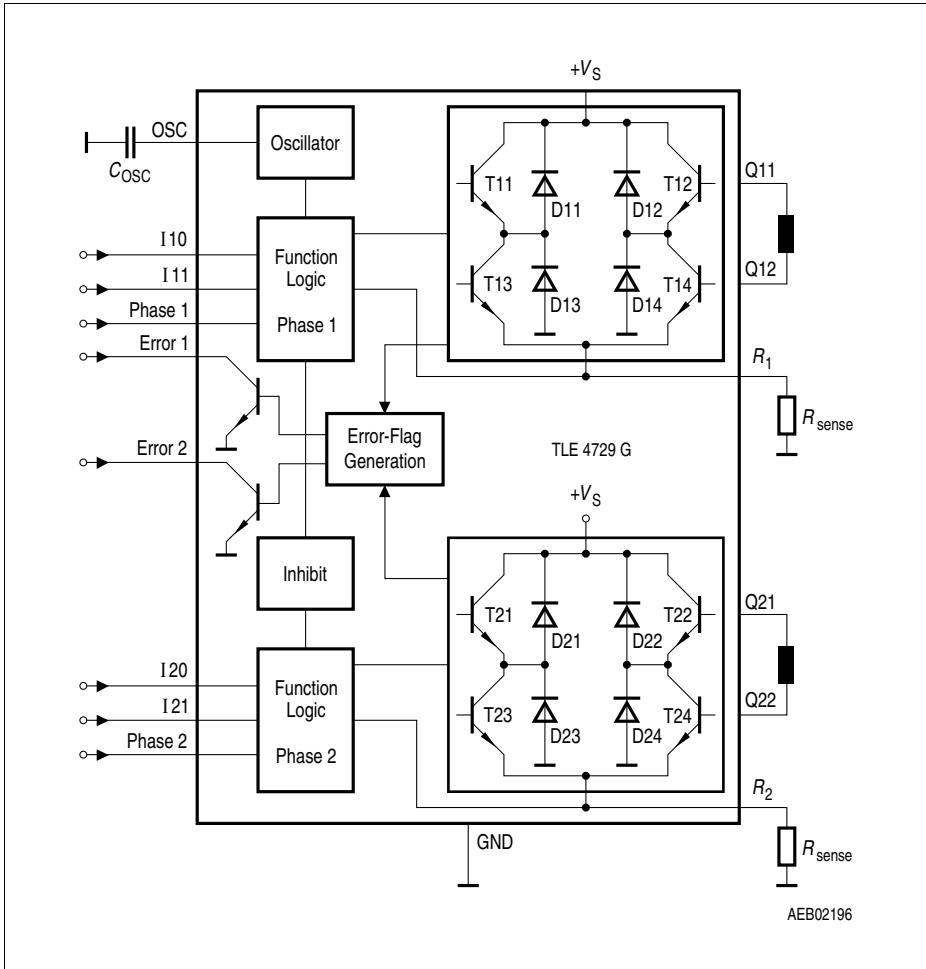 +VS
OSC
COSC
Oscillator
T11
D11
D12
T12
Q11
I10
I11
Phase 1
Function
Logic
Phase 1
T13
D13
D14
T14
Q12
Error 1
R1
Rsense
Error 2
Error-Flag
Generation
TLE 4729 G
+VS
Inhibit
T21
D21
D22
T22
Q21
I20
I21
Phase 2
Function
Logic
Phase 2
T23
D23
D24
T24
Q22
R2
Rsense
GND
AEB02196